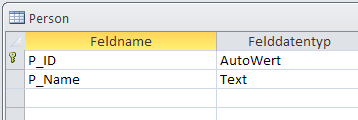 Person
Feldname Felddatentyp
P_ID AutoWert
P_Name Text